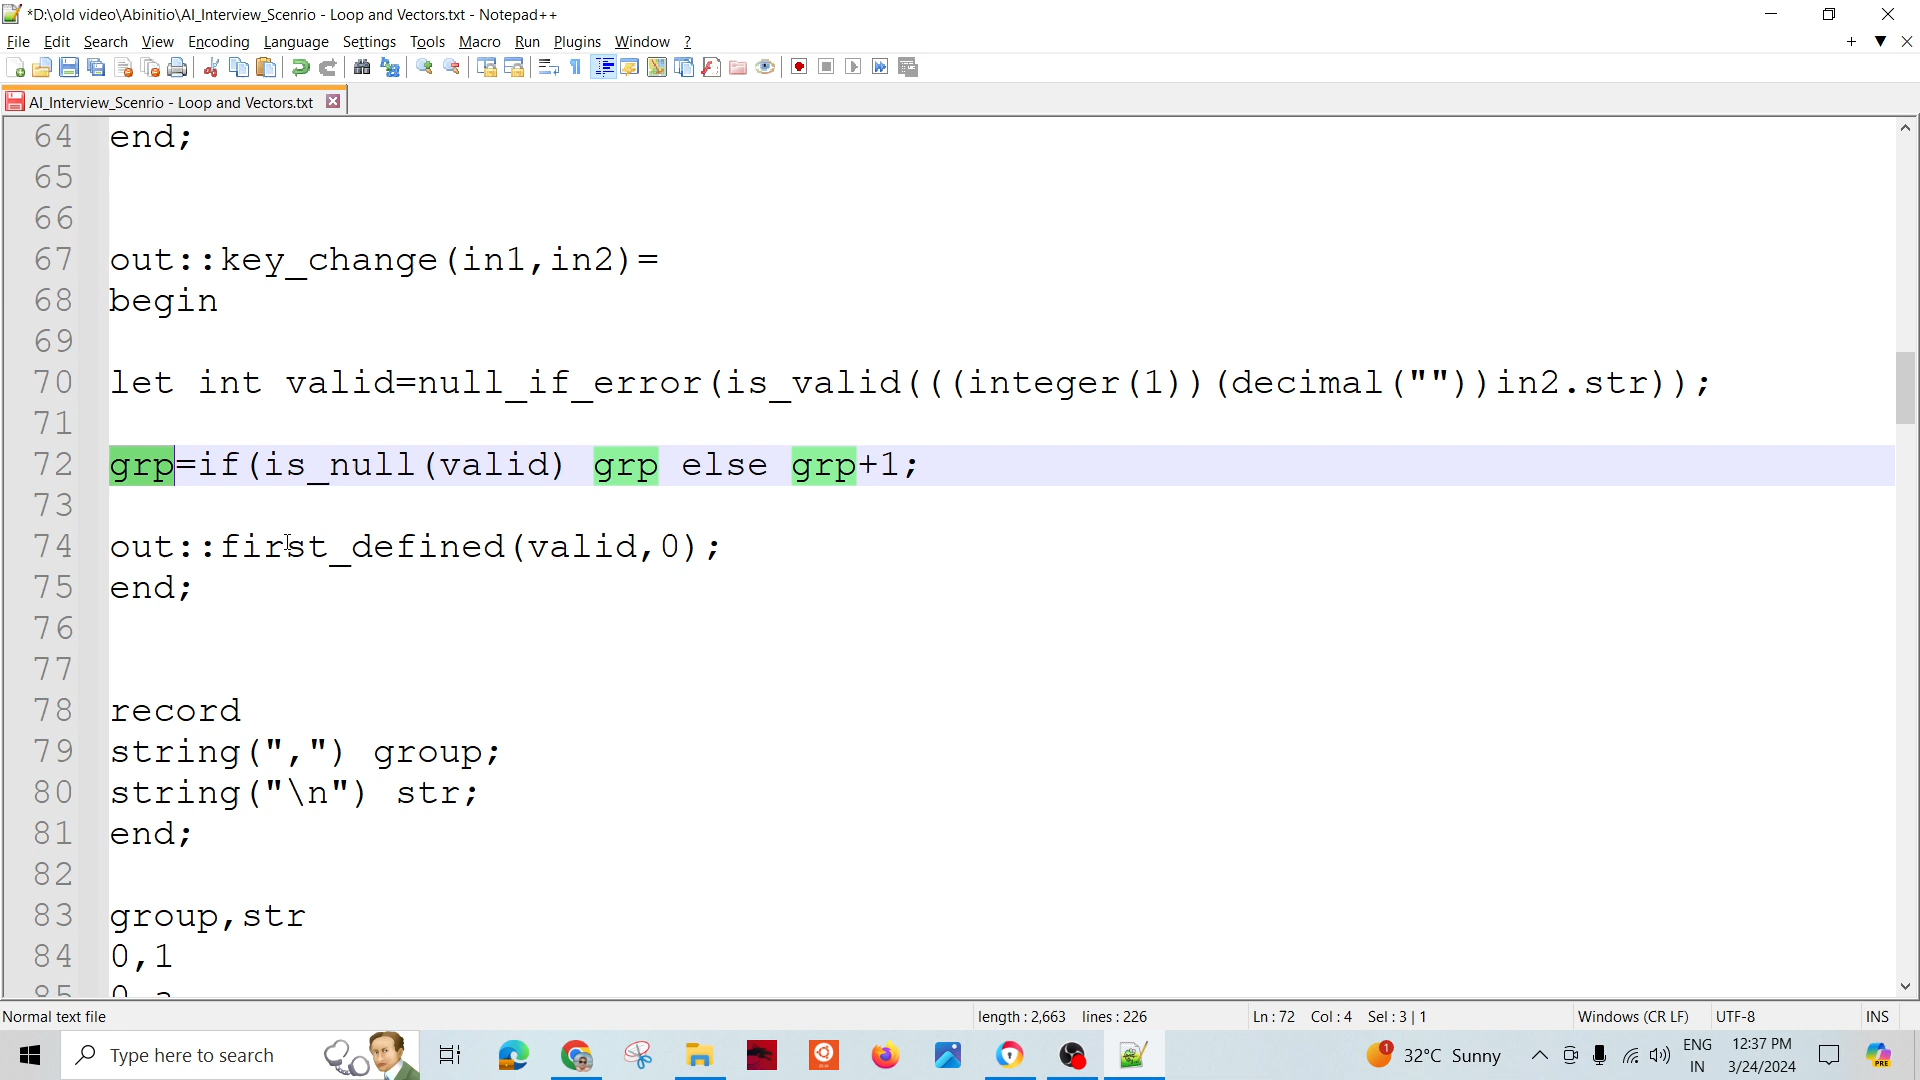 *D:\old video\Abinitio\AI_Interview_Scenrio - Loop and Vectors.txt - Notepad++
File Edit Search View Encoding Language Settings Tools Macro Run Plugins Window ?
AI_Interview_Scenrio - Loop and Vectors.txt
64 end;
65
66
67 out::key_change(in1,in2)=
68 begin
69
70 let int valid=null_if_error(is_valid(((integer(1))(decimal(""))in2.str));
71
72 grp=if(is_null(valid) grp else grp+1;
73
74 out::first_defined(valid,0);
75 end;
76
77
78 record
79 string(",") group;
80 string("\n") str;
81 end;
82
83 group,str
84 0,1
85 0,a
Normal text file length : 2,663 lines : 226 Ln : 72 Col : 4 Sel : 3 | 1 Windows (CR LF) UTF-8 INS
Type here to search 1 32°C Sunny ENG IN 12:37 PM 3/24/2024 PRE